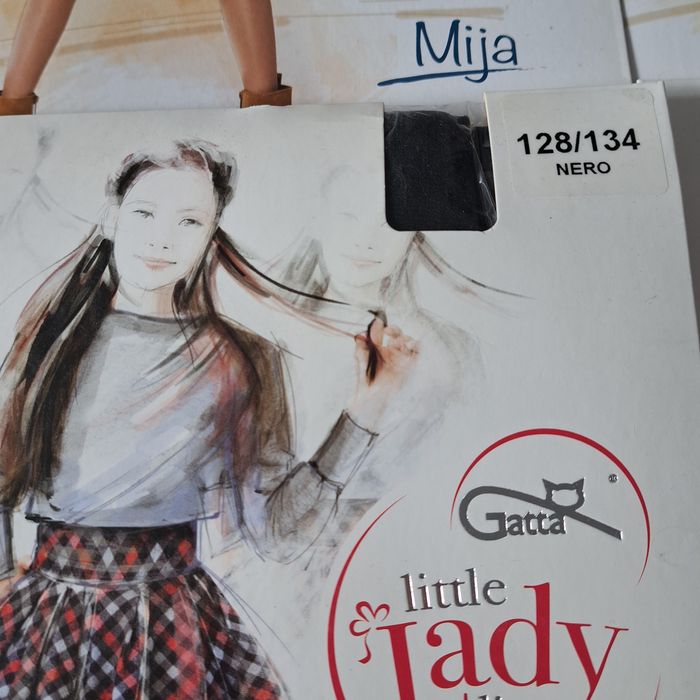 Mija
128/134
NERO
Gatta®
little
lady